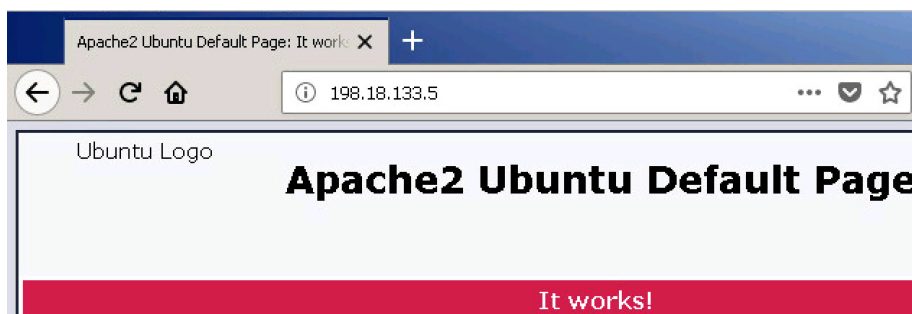 Apache2 Ubuntu Default Page: It work
198.18.133.5
Ubuntu Logo
Apache2 Ubuntu Default Page
It works!